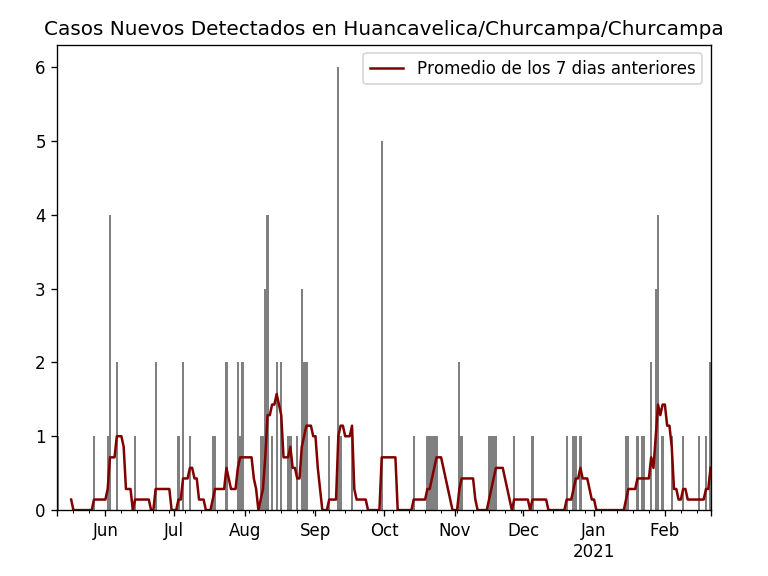 Casos Nuevos Detectados en Huancavelica/Churcampa/Churcampa
Promedio de los 7 dias anteriores
6
5
4
3
2
1
0
Jun Jul Aug Sep Oct Nov Dec Jan Feb
2021